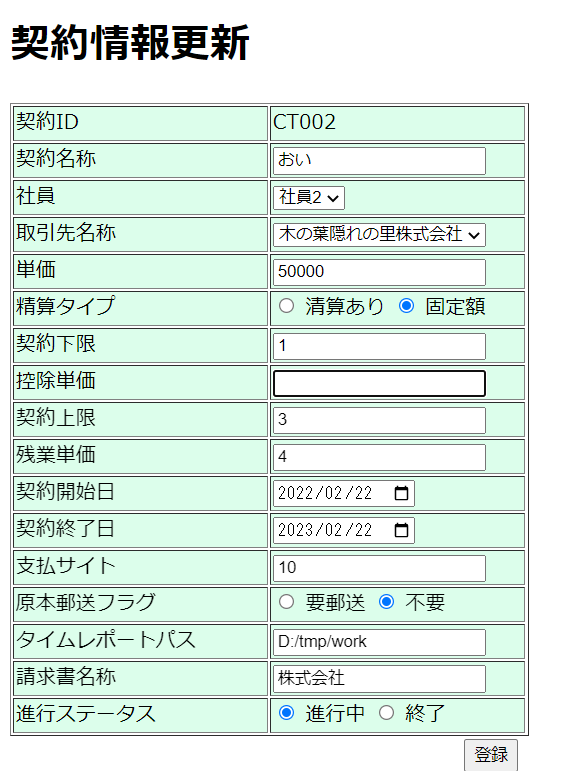 契約情報更新
契約ID CT002
契約名称 おい
社員 社員2
取引先名称 木の葉隠れの里株式会社
単価 50000
精算タイプ 清算あり 固定額
契約下限 1
控除単価
契約上限 3
残業単価 4
契約開始日 2022/02/22
契約終了日 2023/02/22
支払サイト 10
原本郵送フラグ 要郵送 不要
タイムレポートパス D:/tmp/work
請求書名称 株式会社
進行ステータス 進行中 終了
登録